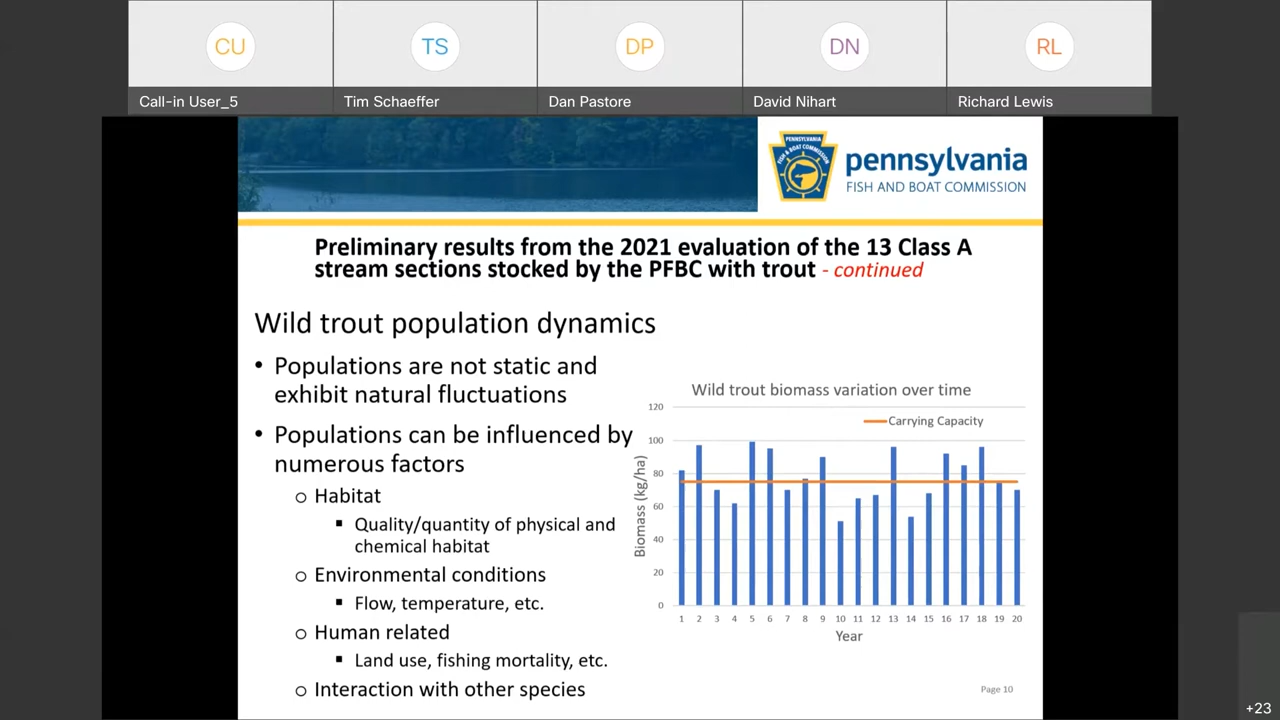 CU
TS
DP
DN
RL
Call-in User_5
Tim Schaeffer
Dan Pastore
David Nihart
Richard Lewis
PENNSYLVANIA
FISH & BOAT COMMISSION
pennsylvania
FISH AND BOAT COMMISSION
Preliminary results from the 2021 evaluation of the 13 Class A
stream sections stocked by the PFBC with trout - continued
Wild trout population dynamics
• Populations are not static and
exhibit natural fluctuations
• Populations can be influenced by
numerous factors
o Habitat
▪ Quality/quantity of physical and
chemical habitat
o Environmental conditions
▪ Flow, temperature, etc.
o Human related
▪ Land use, fishing mortality, etc.
o Interaction with other species
Wild trout biomass variation over time
Carrying Capacity
Biomass (kg/ha)
120
100
80
60
40
20
0
1 2 3 4 5 6 7 8 9 10 11 12 13 14 15 16 17 18 19 20
Year
Page 10
+23